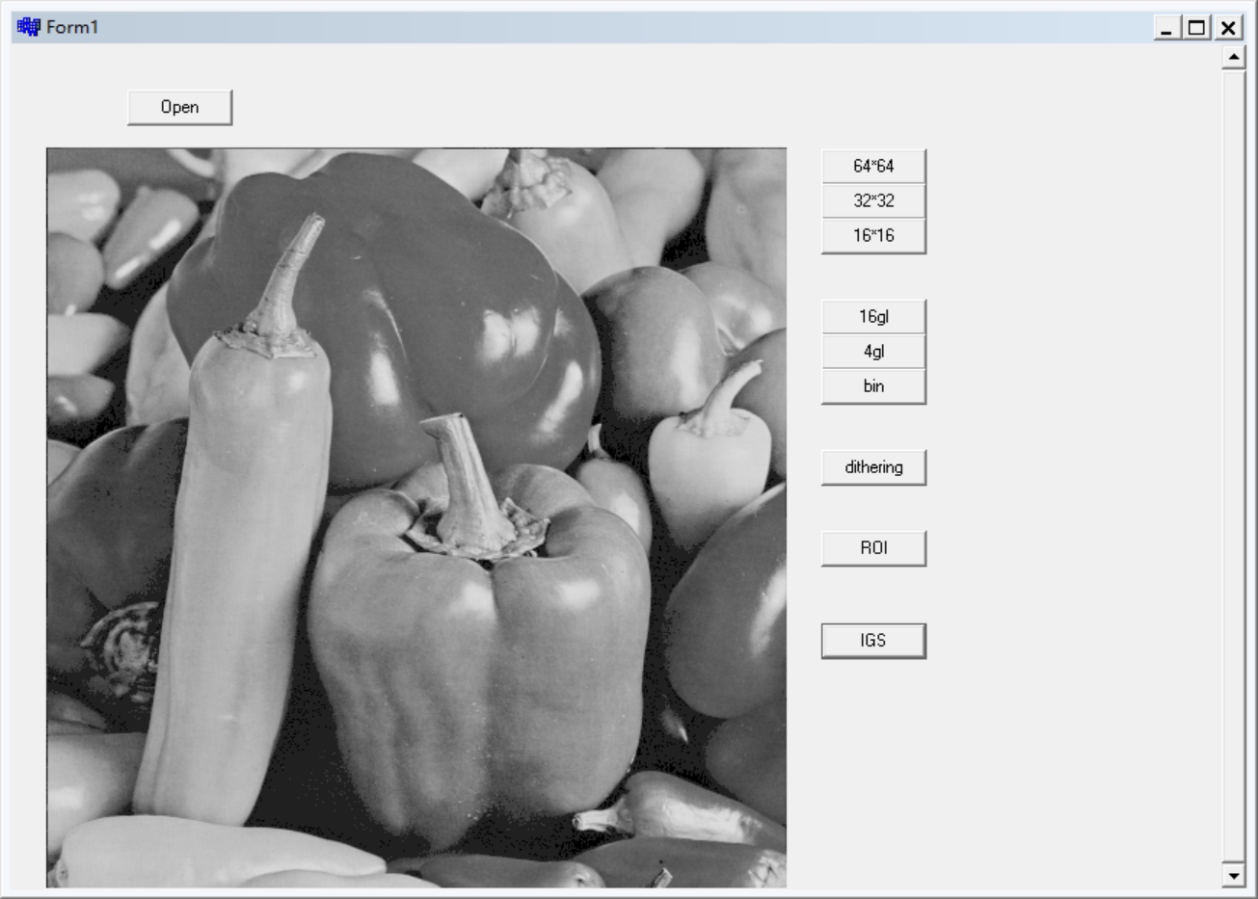 Form1
Open
64*64
32*32
16*16
16gl
4gl
bin
dithering
ROI
IGS